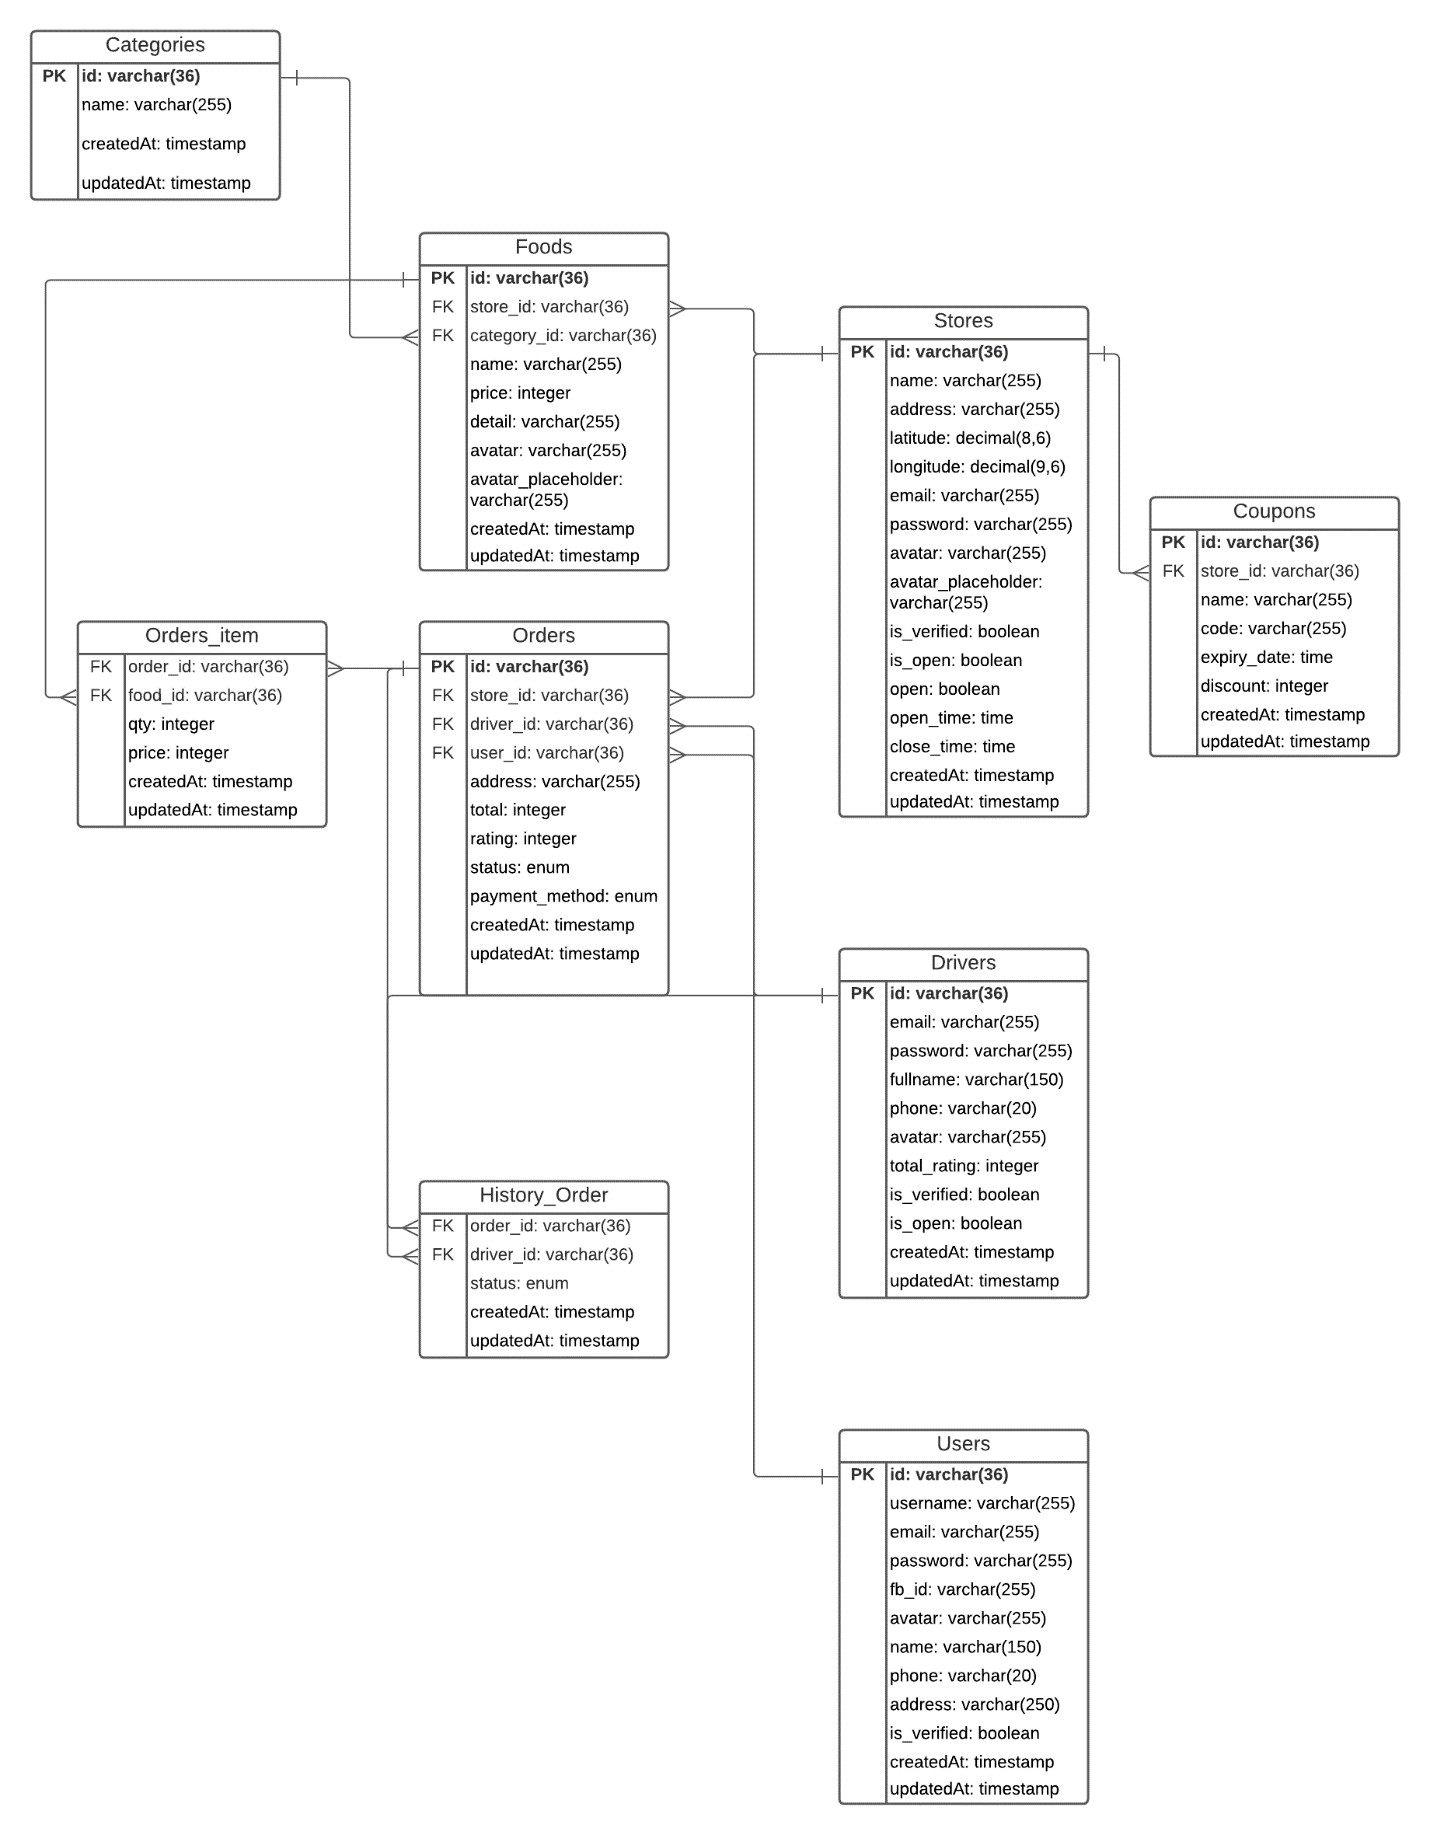 Categories
PK id: varchar(36)
name: varchar(255)
createdAt: timestamp
updatedAt: timestamp
Foods
PK id: varchar(36)
FK store_id: varchar(36)
FK category_id: varchar(36)
name: varchar(255)
price: integer
detail: varchar(255)
avatar: varchar(255)
avatar_placeholder:
varchar(255)
createdAt: timestamp
updatedAt: timestamp
Stores
PK id: varchar(36)
name: varchar(255)
address: varchar(255)
latitude: decimal(8,6)
longitude: decimal(9,6)
email: varchar(255)
password: varchar(255)
avatar: varchar(255)
avatar_placeholder:
varchar(255)
is_verified: boolean
is_open: boolean
open: boolean
open_time: time
close_time: time
createdAt: timestamp
updatedAt: timestamp
Coupons
PK id: varchar(36)
FK store_id: varchar(36)
name: varchar(255)
code: varchar(255)
expiry_date: time
discount: integer
createdAt: timestamp
updatedAt: timestamp
Orders_item
FK order_id: varchar(36)
FK food_id: varchar(36)
qty: integer
price: integer
createdAt: timestamp
updatedAt: timestamp
Orders
PK id: varchar(36)
FK store_id: varchar(36)
FK driver_id: varchar(36)
FK user_id: varchar(36)
address: varchar(255)
total: integer
rating: integer
status: enum
payment_method: enum
createdAt: timestamp
updatedAt: timestamp
Drivers
PK id: varchar(36)
email: varchar(255)
password: varchar(255)
fullname: varchar(150)
phone: varchar(20)
avatar: varchar(255)
total_rating: integer
is_verified: boolean
is_open: boolean
createdAt: timestamp
updatedAt: timestamp
History_Order
FK order_id: varchar(36)
FK driver_id: varchar(36)
status: enum
createdAt: timestamp
updatedAt: timestamp
Users
PK id: varchar(36)
username: varchar(255)
email: varchar(255)
password: varchar(255)
fb_id: varchar(255)
avatar: varchar(255)
name: varchar(150)
phone: varchar(20)
address: varchar(250)
is_verified: boolean
createdAt: timestamp
updatedAt: timestamp